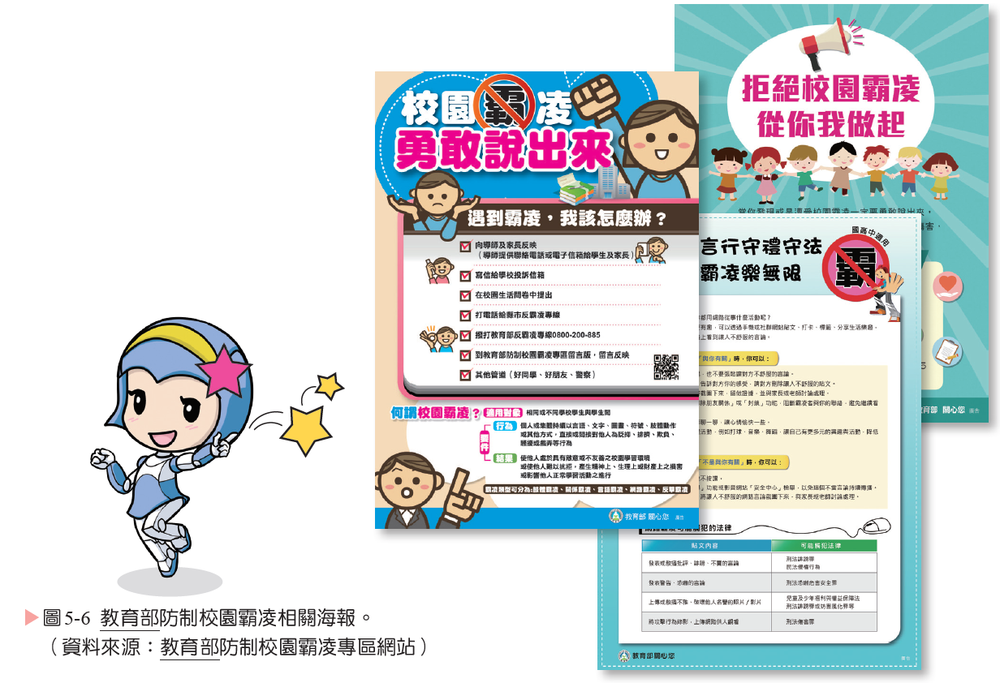 校園霸凌
勇敢說出來
遇到霸凌，我該怎麼辦？
向導師及家長反映
（導師提供聯絡電話或電子信箱給學生及家長）
寫信給學校投訴信箱
在校園生活問卷中提出
打電話給縣市反霸凌專線
撥打教育部反霸凌專線0800-200-885
到教育部防制校園霸凌專區留言版，留言反映
其他管道（好同學、好朋友、警察）
何謂校園霸凌？ 適用對象 相同或不同學校學生與學生間
要件
行為 個人或集體持續以言語、文字、圖畫、符號、肢體動作
或其他方式，直接或間接對他人為貶抑、排擠、欺負、
騷擾或戲弄等行為
結果 使他人處於具有敵意或不友善之校園學習環境
或使他人難以抗拒，產生精神上、生理上或財產上之損害
或影響他人正常學習活動之進行
霸凌類型可分為:肢體霸凌、關係霸凌、言語霸凌、網路霸凌、反擊霸凌
教育部 關心您 廣告
拒絕校園霸凌
從你我做起
當你發現或是遭受校園霸凌一定要勇敢說出來，
傷害，
育部 關心您 廣告
國高中適用
言行守禮守法
霸凌樂無限
霸
都用網路從事什麼活動呢？
有趣，可以透過手機或社群網站貼文、打卡、標籤、分享生活樂趣，
上看到讓人不舒服的言論。
「與你有關」時，你可以：
，也不要張貼讓對方不舒服的言論。
告訴對方你的感受，請對方刪除讓人不舒服的貼文。
截圖下來，留做證據，並與家長或老師討論處理。
除朋友關係」或「封鎖」功能，阻斷霸凌者與你的聯絡，避免繼續看
聊一聊，讓心情愉快一些。
活動，例如打球、音樂、舞蹈，讓自己有更多元的興趣與活動，降低
「不是與你有關」時，你可以：
不按讚。
」功能或影音網站「安全中心」檢舉，以免這個不當言論持續傳播。
將讓人不舒服的網路言論截圖下來，與家長或老師討論處理。
網路霸凌可能觸犯的法律
貼文內容 可能觸犯法律
發表或散播批評、誹謗、不實的言論 刑法誹謗罪
民法侵權行為
發表警告、恐嚇的言論 刑法恐嚇危害安全罪
上傳或散播不雅、破壞他人名譽的照片/影片 兒童及少年福利與權益保障法
刑法誹謗罪或妨害風化罪等
將攻擊行為錄影，上傳網路供人觀看 刑法傷害罪
教育部關心您 廣告
圖5-6 教育部防制校園霸凌相關海報。
（資料來源：教育部防制校園霸凌專區網站）